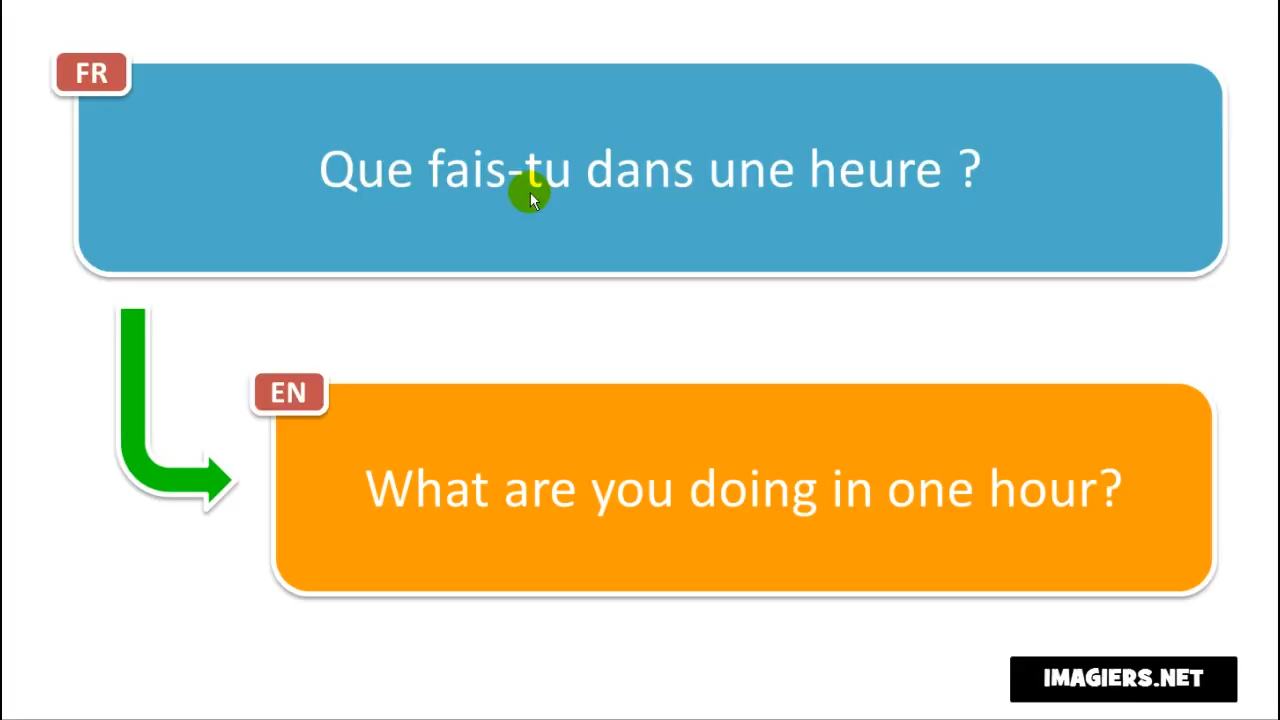 FR
Que fais-tu dans une heure ?
EN
What are you doing in one hour?
IMAGIERS.NET